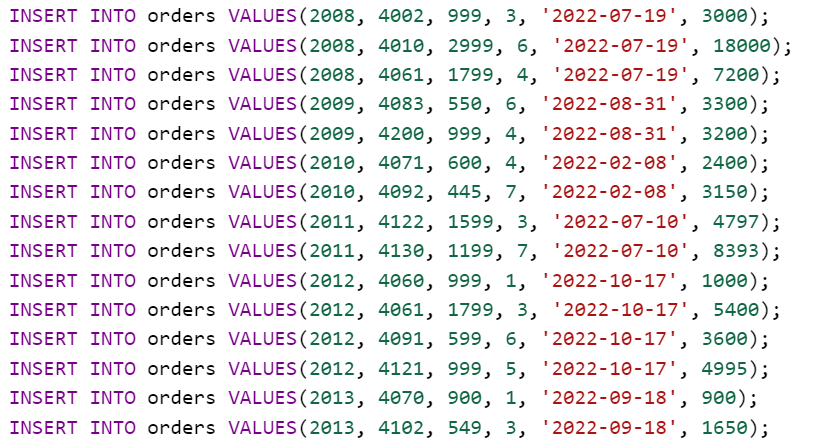 INSERT INTO orders VALUES(2008, 4002, 999, 3, '2022-07-19', 3000);
INSERT INTO orders VALUES(2008, 4010, 2999, 6, '2022-07-19', 18000);
INSERT INTO orders VALUES(2008, 4061, 1799, 4, '2022-07-19', 7200);
INSERT INTO orders VALUES(2009, 4083, 550, 6, '2022-08-31', 3300);
INSERT INTO orders VALUES(2009, 4200, 999, 4, '2022-08-31', 3200);
INSERT INTO orders VALUES(2010, 4071, 600, 4, '2022-02-08', 2400);
INSERT INTO orders VALUES(2010, 4092, 445, 7, '2022-02-08', 3150);
INSERT INTO orders VALUES(2011, 4122, 1599, 3, '2022-07-10', 4797);
INSERT INTO orders VALUES(2011, 4130, 1199, 7, '2022-07-10', 8393);
INSERT INTO orders VALUES(2012, 4060, 999, 1, '2022-10-17', 1000);
INSERT INTO orders VALUES(2012, 4061, 1799, 3, '2022-10-17', 5400);
INSERT INTO orders VALUES(2012, 4091, 599, 6, '2022-10-17', 3600);
INSERT INTO orders VALUES(2012, 4121, 999, 5, '2022-10-17', 4995);
INSERT INTO orders VALUES(2013, 4070, 900, 1, '2022-09-18', 900);
INSERT INTO orders VALUES(2013, 4102, 549, 3, '2022-09-18', 1650);